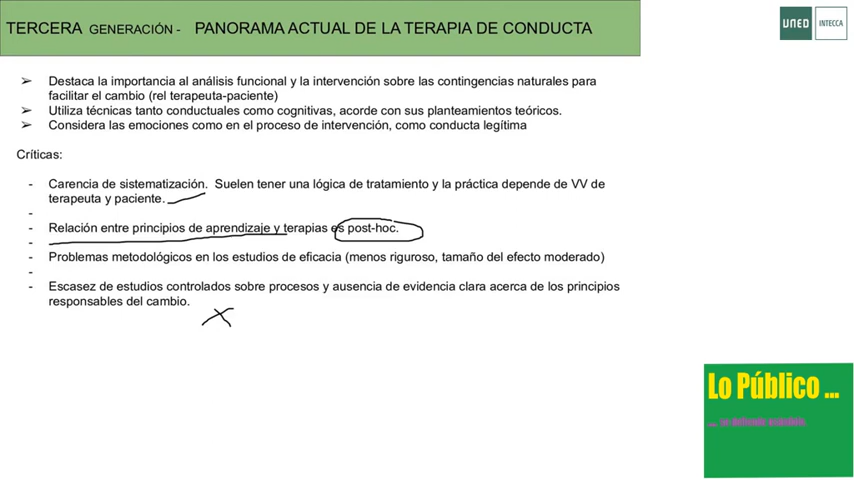 TERCERA GENERACIÓN - PANORAMA ACTUAL DE LA TERAPIA DE CONDUCTA
UNED INTECCA
➢ Destaca la importancia al análisis funcional y la intervención sobre las contingencias naturales para
facilitar el cambio (rel terapeuta-paciente)
➢ Utiliza técnicas tanto conductuales como cognitivas, acorde con sus planteamientos teóricos.
➢ Considera las emociones como en el proceso de intervención, como conducta legítima
Críticas:
- Carencia de sistematización. Suelen tener una lógica de tratamiento y la práctica depende de VV de
terapeuta y paciente.
-
- Relación entre principios de aprendizaje y terapias es post-hoc.
-
- Problemas metodológicos en los estudios de eficacia (menos riguroso, tamaño del efecto moderado)
-
- Escasez de estudios controlados sobre procesos y ausencia de evidencia clara acerca de los principios
responsables del cambio.
Lo Público ...